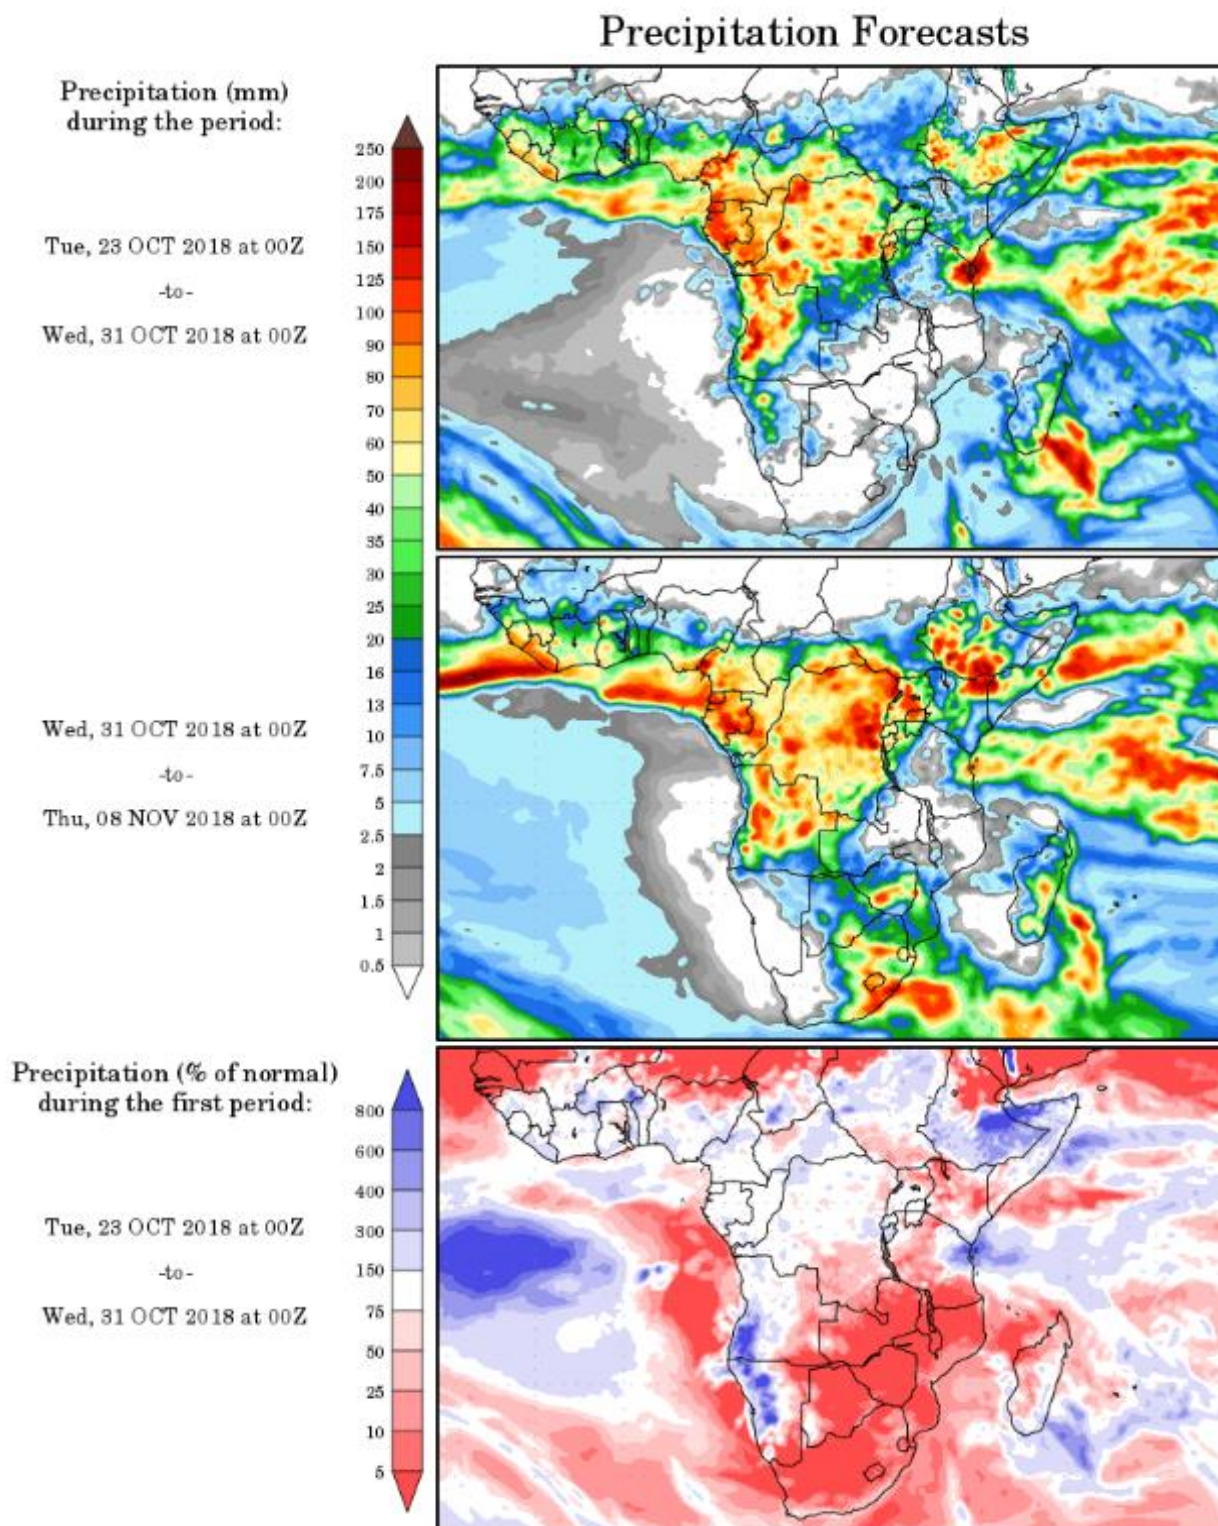 Precipitation Forecasts
Precipitation (mm)
during the period:
Tue, 23 OCT 2018 at 00Z
-to-
Wed, 31 OCT 2018 at 00Z
250
200
175
150
125
100
90
80
70
60
50
40
35
30
25
20
16
13
10
7.5
5
2.5
2
1.5
1
0.5
Wed, 31 OCT 2018 at 00Z
-to-
Thu, 08 NOV 2018 at 00Z
Precipitation (% of normal)
during the first period:
Tue, 23 OCT 2018 at 00Z
-to-
Wed, 31 OCT 2018 at 00Z
800
600
400
300
150
75
50
25
10
5